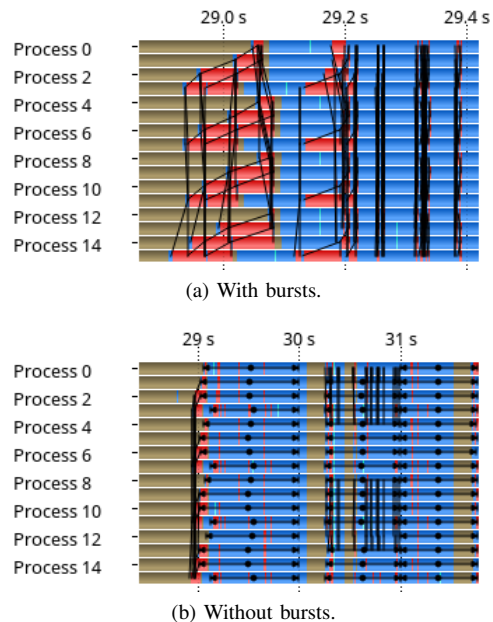 29.0 s 29.2 s 29.4 s
Process 0
Process 2
Process 4
Process 6
Process 8
Process 10
Process 12
Process 14
(a) With bursts.
29 s 30 s 31 s
Process 0
Process 2
Process 4
Process 6
Process 8
Process 10
Process 12
Process 14
(b) Without bursts.